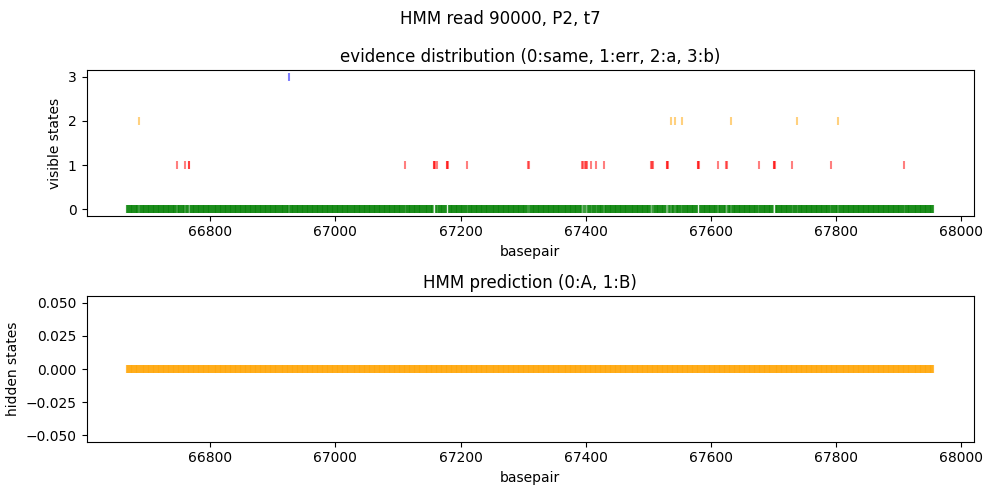 HMM read 90000, P2, t7
evidence distribution (0:same, 1:err, 2:a, 3:b)
visible states
3
2
1
0
66800 67000 67200 67400 67600 67800 68000
basepair
HMM prediction (0:A, 1:B)
hidden states
0.050
0.025
0.000
−0.025
−0.050
66800 67000 67200 67400 67600 67800 68000
basepair